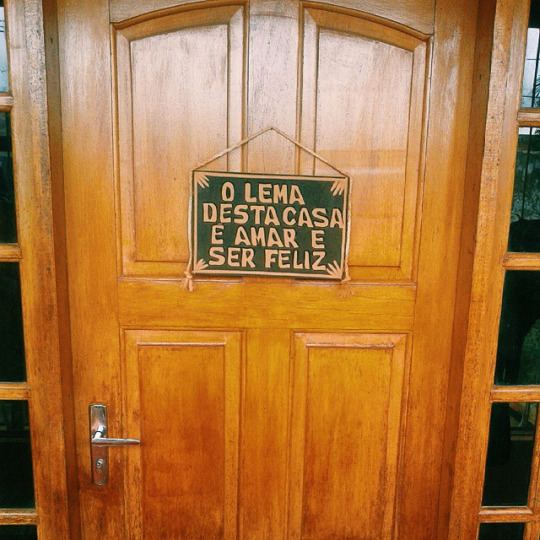 O LEMA
DESTA CASA
E AMAR E
SER FELIZ